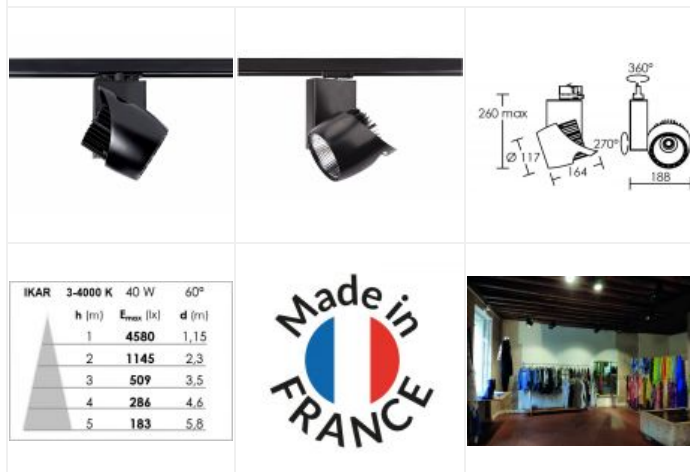 360°
260 max
270°
Ø 117
164
188
IKAR 3-4000 K 40 W 60°
h (m) Emax (lx) d (m)
1 4580 1,15
2 1145 2,3
3 509 3,5
4 286 4,6
5 183 5,8
Made in
FRANCE